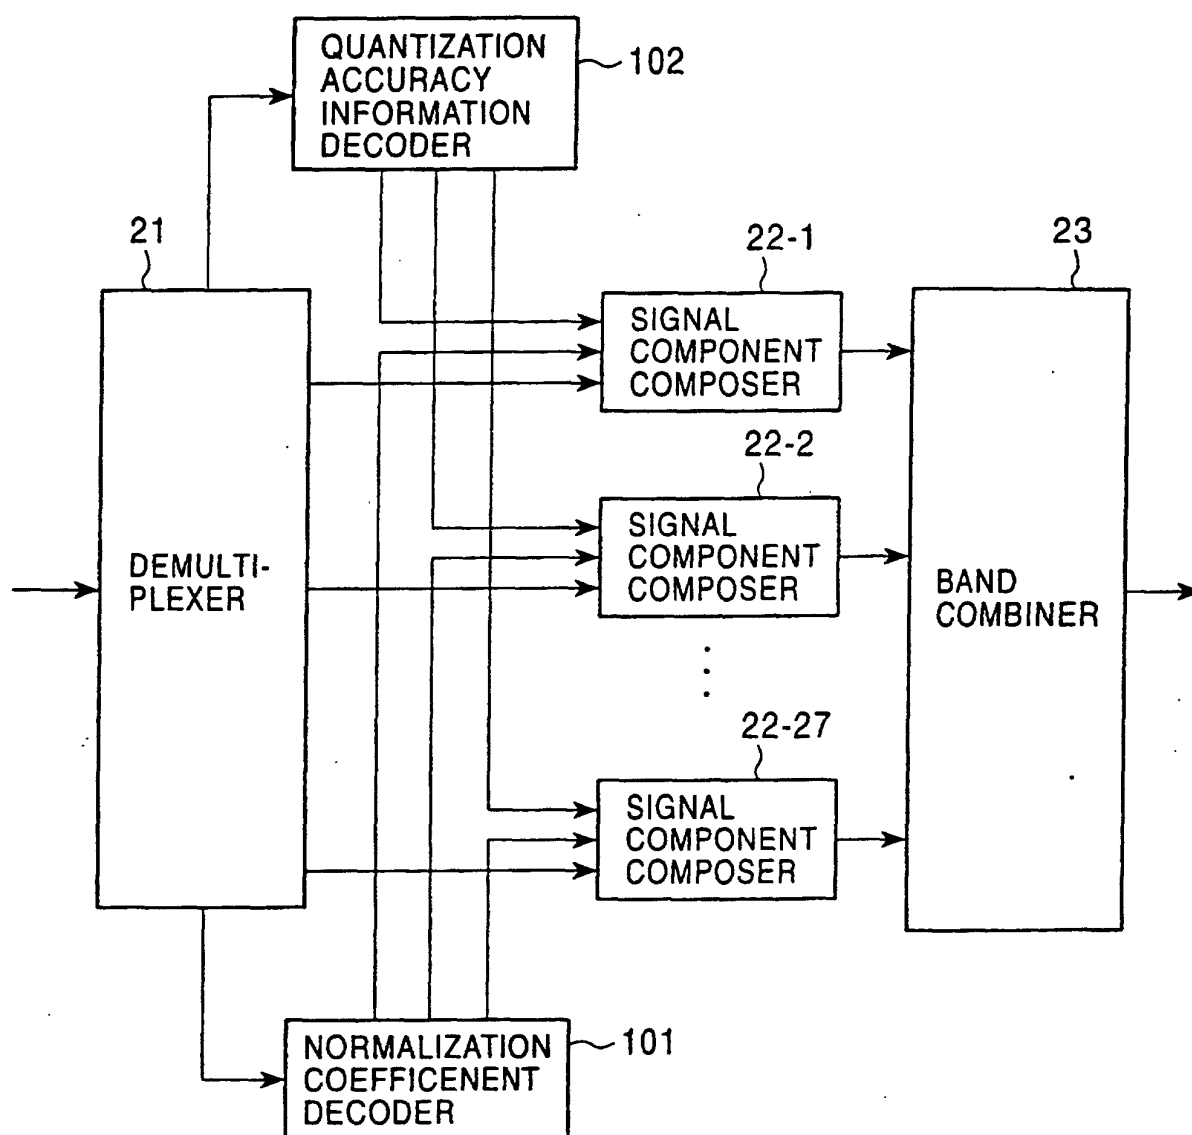 QUANTIZATION
ACCURACY
INFORMATION
DECODER
102
21
22-1
23
SIGNAL
COMPONENT
COMPOSER
22-2
SIGNAL
COMPONENT
COMPOSER
DEMULTI-
PLEXER
BAND
COMBINER
22-27
SIGNAL
COMPONENT
COMPOSER
NORMALIZATION
COEFFICENENT
DECODER
101